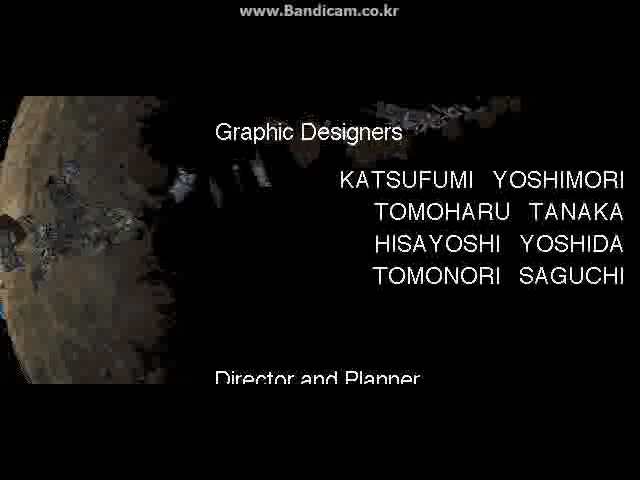 www.Bandicam.co.kr
Graphic Designers
KATSUFUMI YOSHIMORI
TOMOHARU TANAKA
HISAYOSHI YOSHIDA
TOMONORI SAGUCHI
Director and Planner